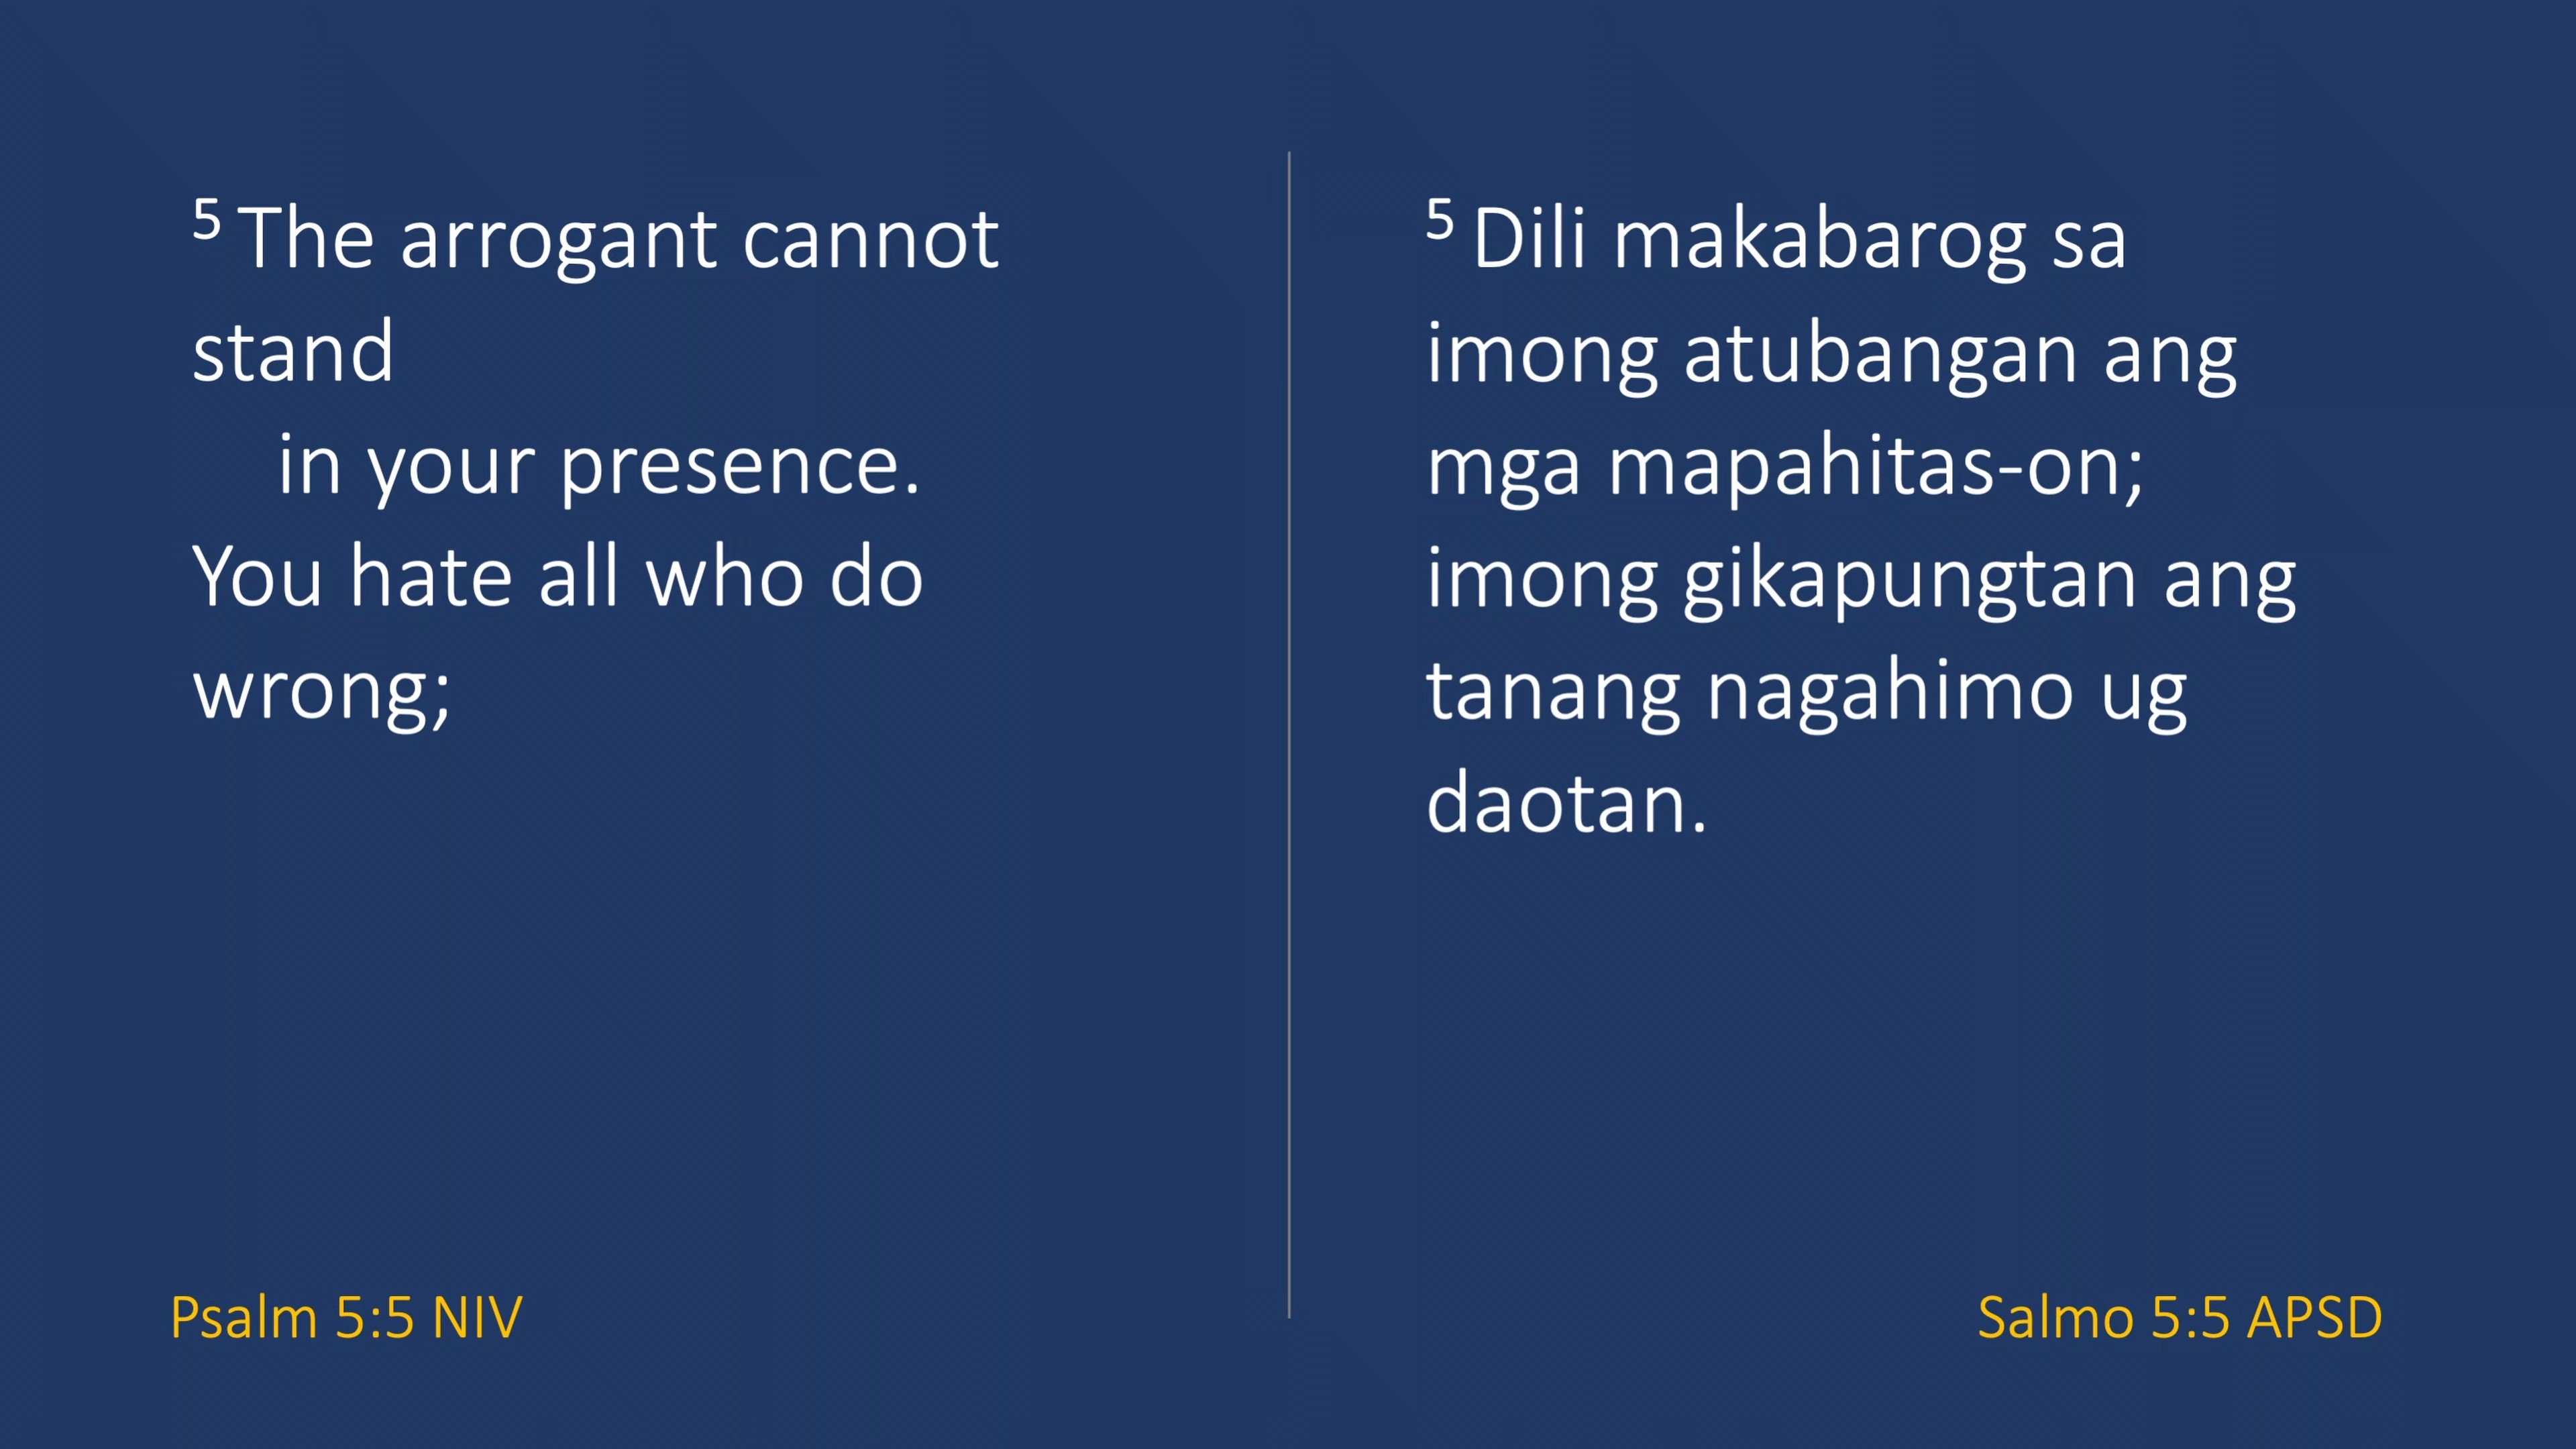 5 The arrogant cannot
stand
in your presence.
You hate all who do
wrong;
Psalm 5:5 NIV
5 Dili makabarog sa
imong atubangan ang
mga mapahitas-on;
imong gikapungtan ang
tanang nagahimo ug
daotan.
Salmo 5:5 APSD